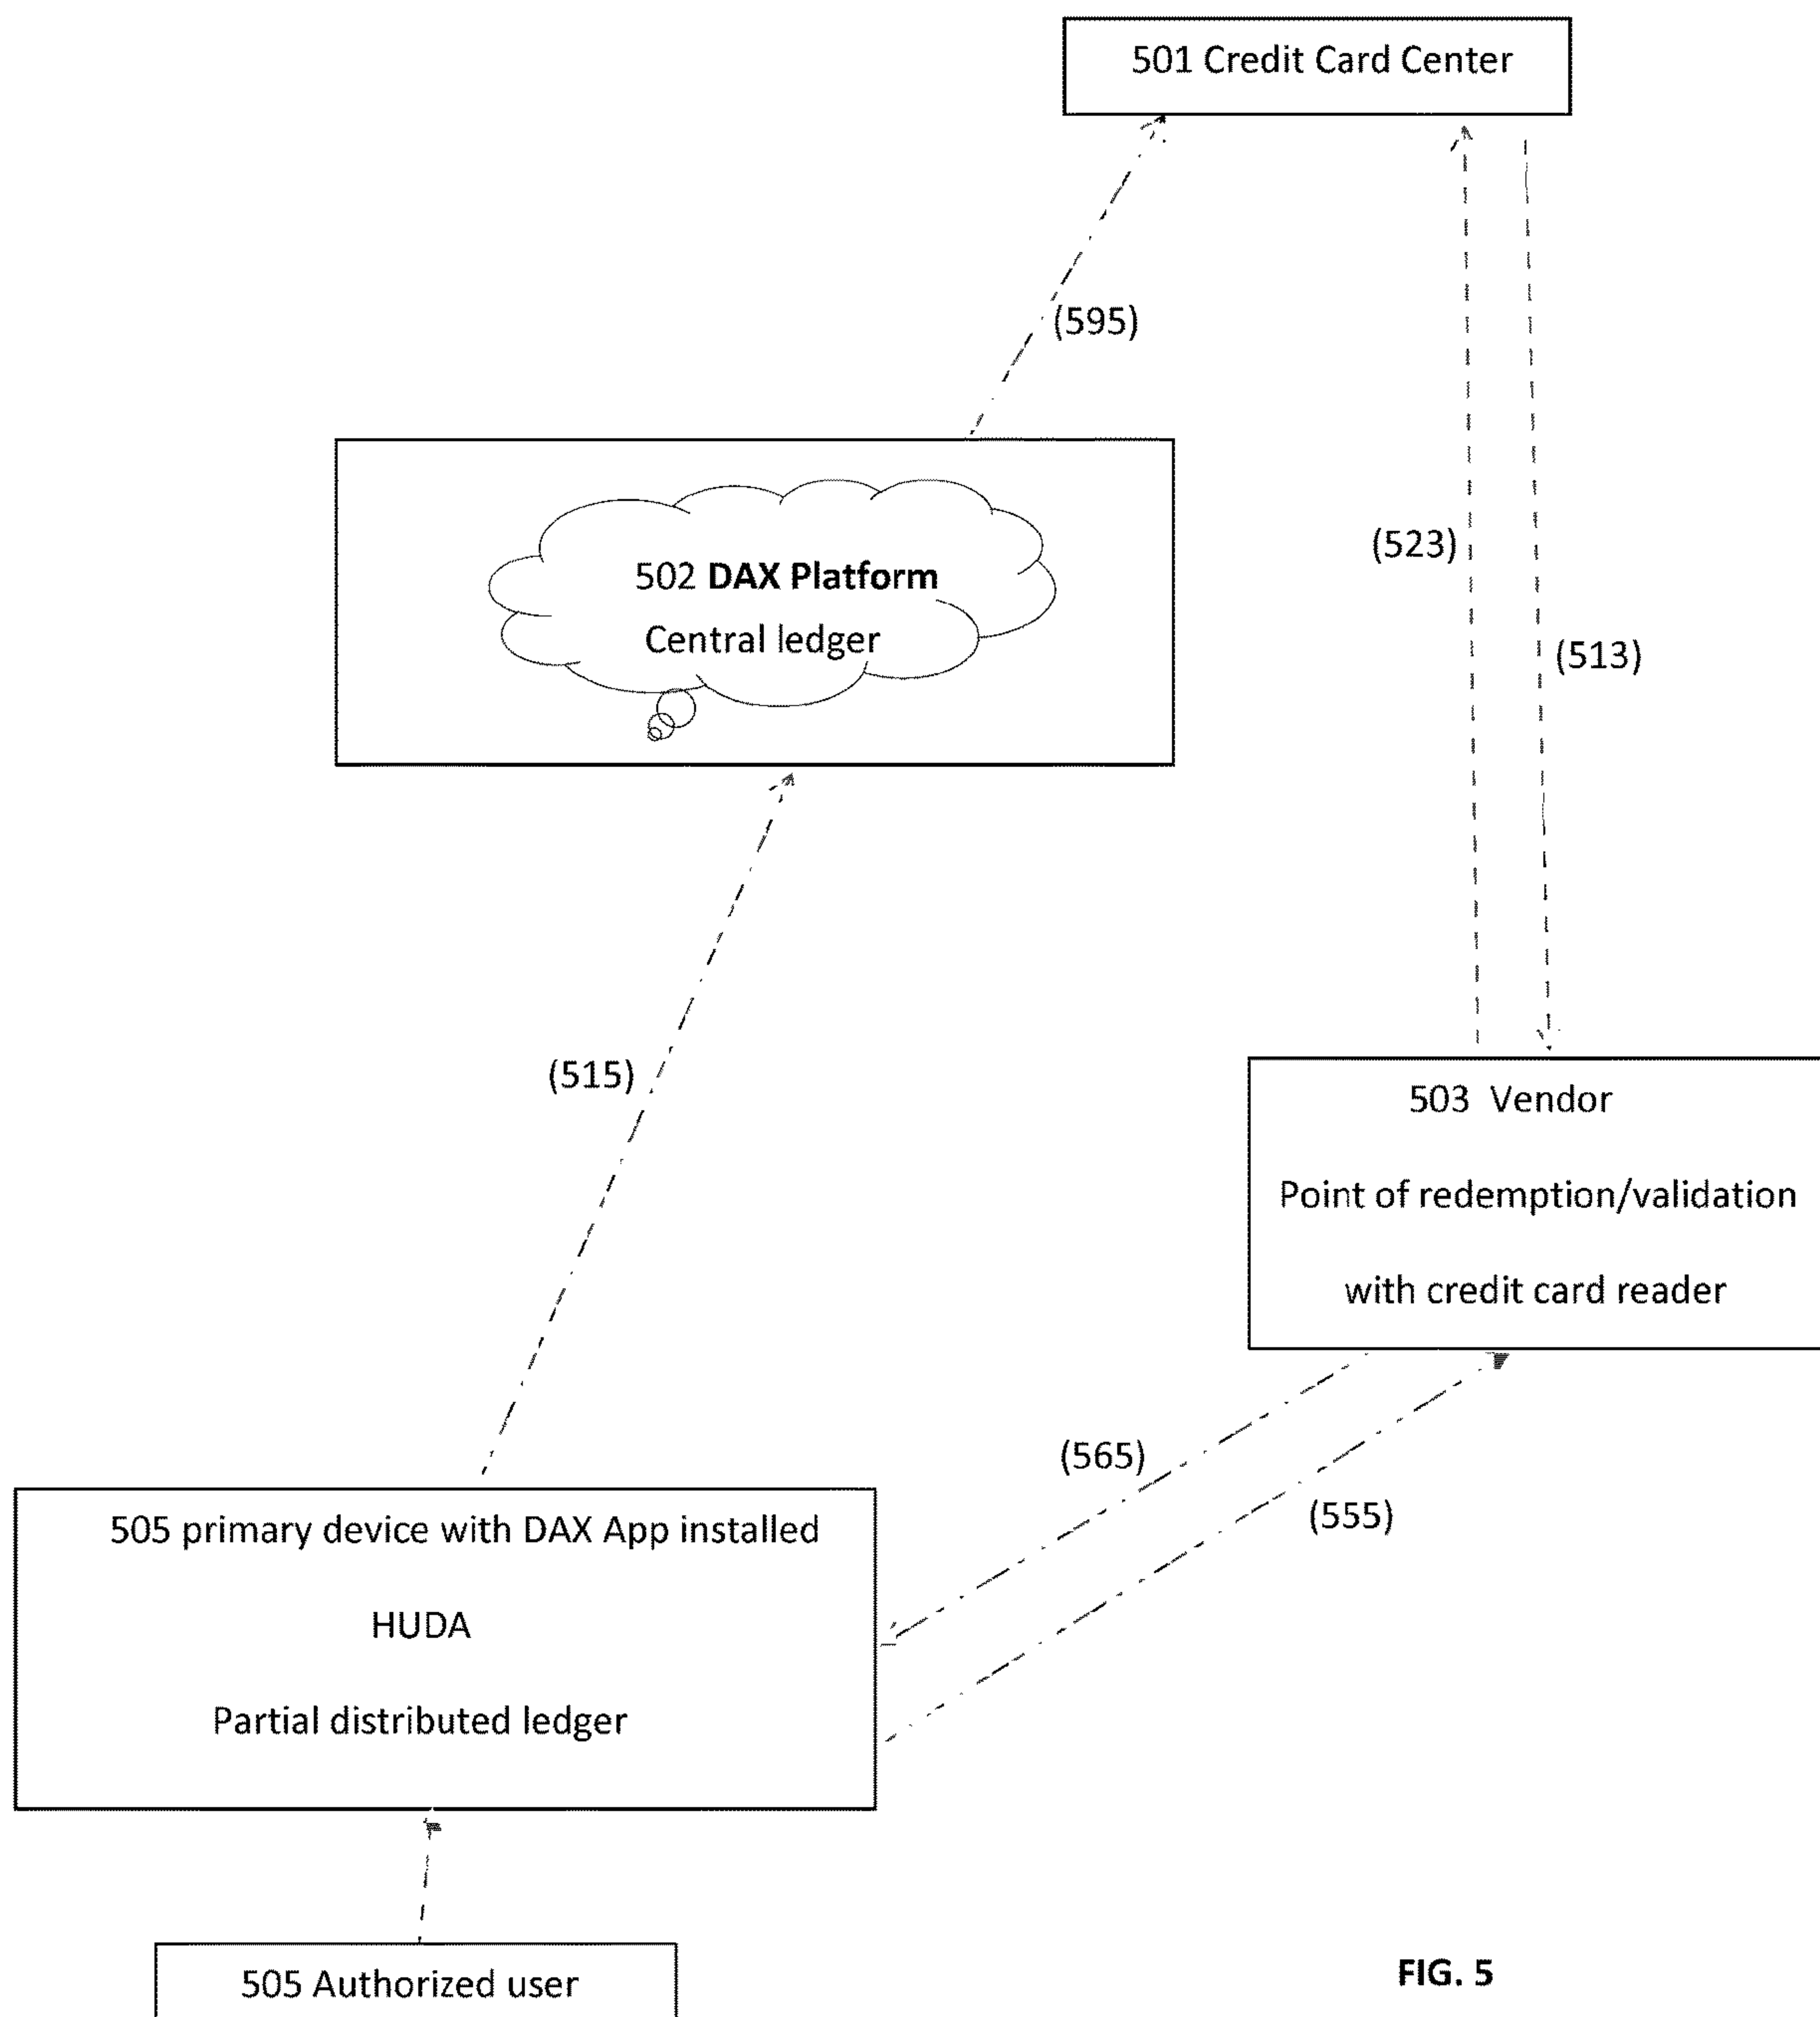 501 Credit Card Center
(595)
502 DAX Platform
Central ledger
(523)
(513)
(515)
503 Vendor
Point of redemption/validation
with credit card reader
(565)
(555)
505 primary device with DAX App installed
HUDA
Partial distributed ledger
505 Authorized user
FIG. 5